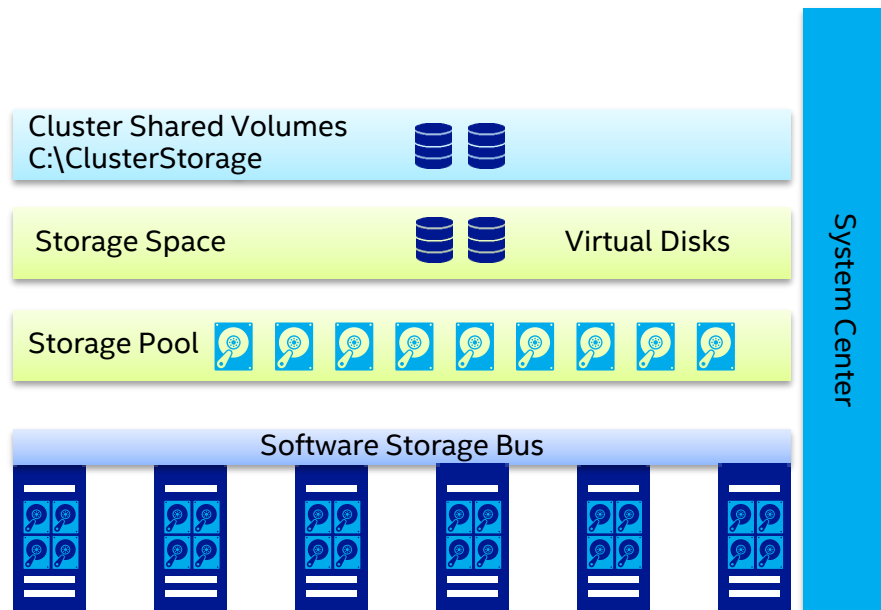 Cluster Shared Volumes
C:\ClusterStorage
Storage Space
Virtual Disks
Storage Pool
Software Storage Bus
System Center